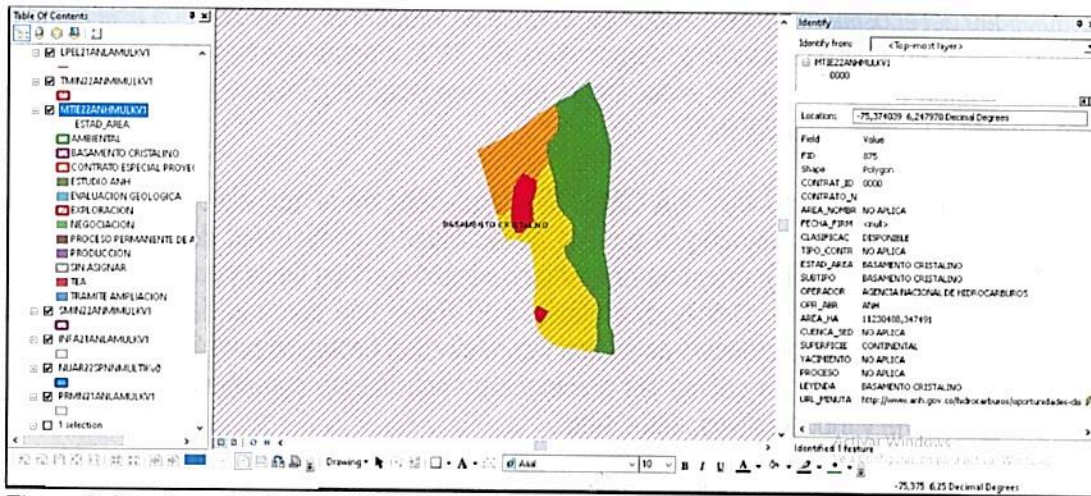 Table Of Contents
LPEL21ANLAMULKV1
TMIN22ANMIMULKV1
MTIE22ANHMULKV1
ESTAD_AREA
AMBIENTAL
BASAMENTO CRISTALINO
CONTRATO ESPECIAL PROYEC
ESTUDIO ANH
EVALUACION GEOLOGICA
EXPLORACION
NEGOCIACION
PROCESO PERMANENTE DE A
PRODUCCION
SIN ASIGNAR
TEA
TRAMITE AMPLIACION
SMIN22ANMIMULKV1
INFA21ANLAMULKV1
NUAR22SPNNMULTIKv0
PRMN21ANLAMULKV1
1 selection
BASAMENTO CRISTALINO
Drawing
Arial
10
B I U A
Identify
Identify from: <Top-most layer>
MTIE22ANHMULKV1
0000
Location: -75,374039 6,247970 Decimal Degrees
Field Value
FID 875
Shape Polygon
CONTRAT_ID 0000
CONTRATO_N
AREA_NOMBR NO APLICA
FECHA_FIRM <null>
CLASIFICAC DISPONIBLE
TIPO_CONTR NO APLICA
ESTAD_AREA BASAMENTO CRISTALINO
SUBTIPO BASAMENTO CRISTALINO
OPERADOR AGENCIA NACIONAL DE HIDROCARBUROS
OPR_ABR ANH
AREA_HA 11230488,347491
CUENCA_SED NO APLICA
SUPERFICIE CONTINENTAL
YACIMIENTO NO APLICA
PROCESO NO APLICA
LEYENDA BASAMENTO CRISTALINO
URL_MINUTA http://www.anh.gov.co/hidrocarburos/oportunidades-dis
Activar Windows
Identified 1 feature
-75,375 6,25 Decimal Degrees